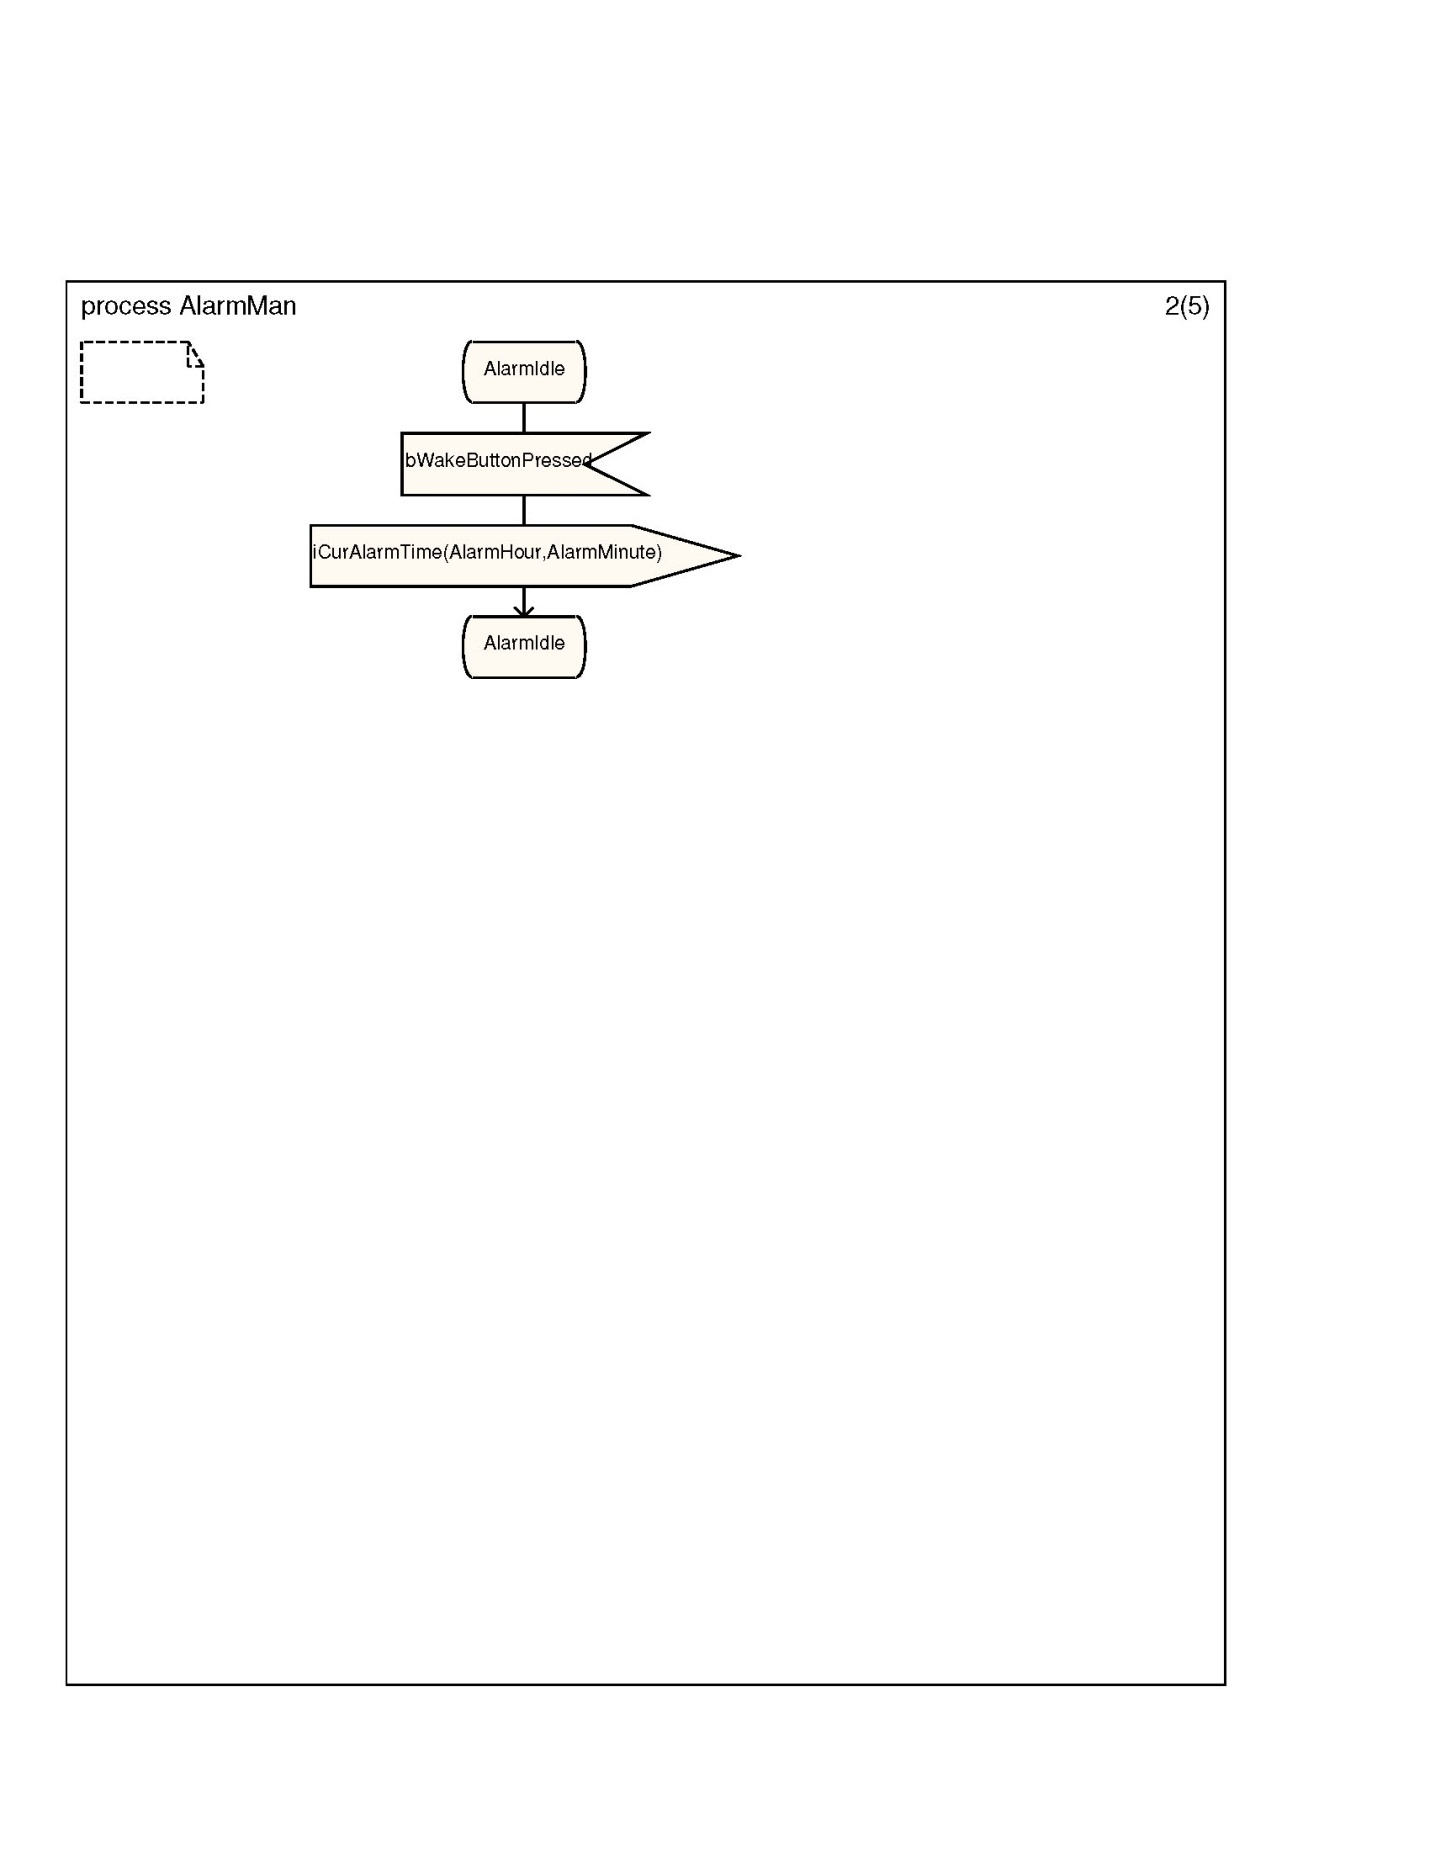 process AlarmMan
2(5)
AlarmIdle
bWakeButtonPressed
iCurAlarmTime(AlarmHour,AlarmMinute)
AlarmIdle